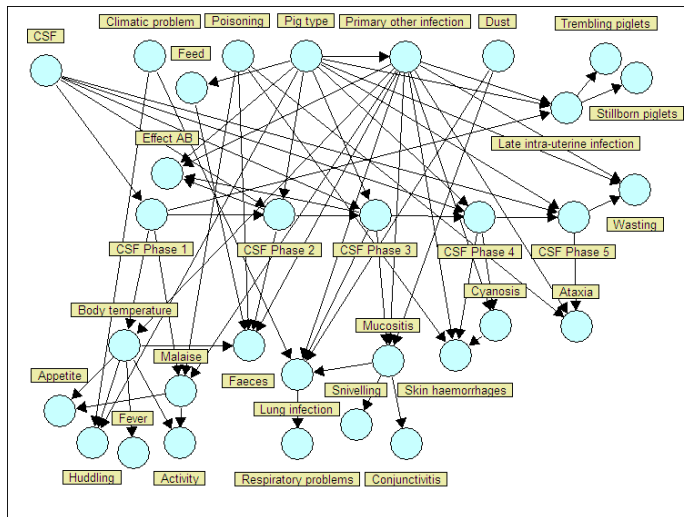 Climatic problem
Poisoning
Pig type
Primary other infection
Dust
Trembling piglets
CSF
Feed
Stillborn piglets
Effect AB
Late intra-uterine infection
Wasting
CSF Phase 1
CSF Phase 2
CSF Phase 3
CSF Phase 4
CSF Phase 5
Cyanosis
Ataxia
Body temperature
Mucositis
Malaise
Appetite
Faeces
Snivelling
Skin haemorrhages
Lung infection
Fever
Huddling
Activity
Respiratory problems
Conjunctivitis